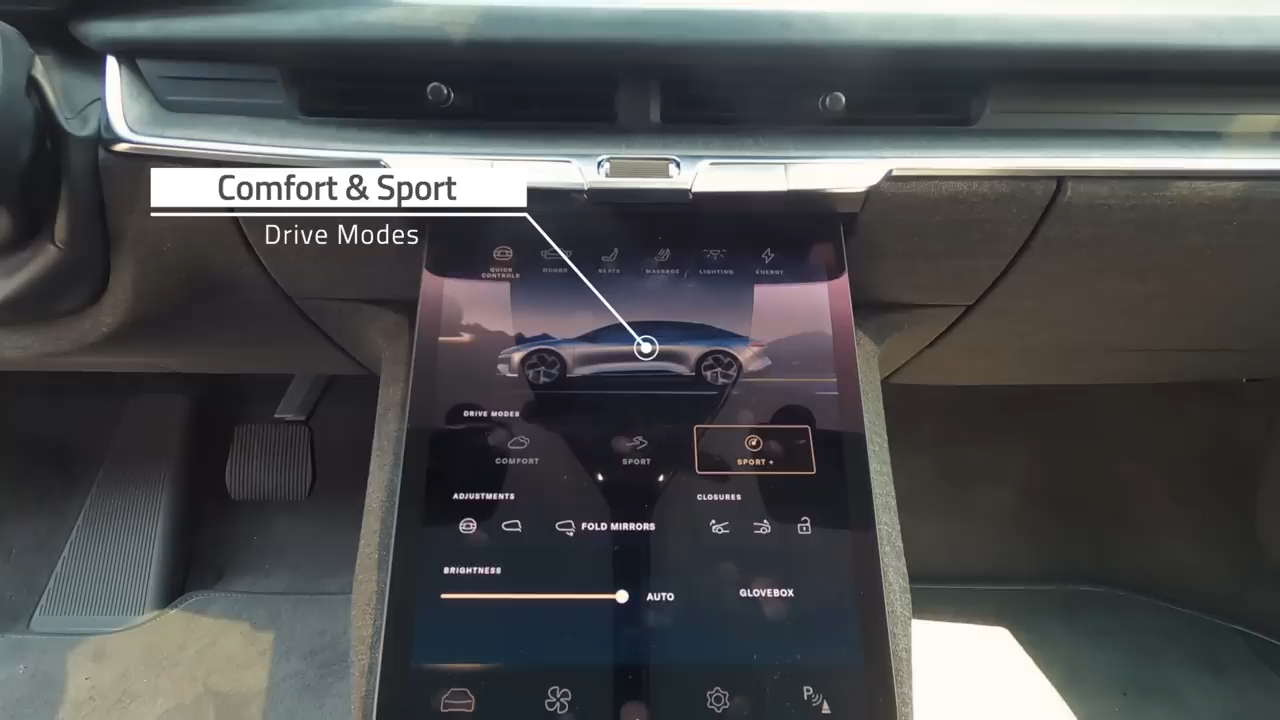 Comfort & Sport
Drive Modes
QUICK CONTROLS
DOORS
SEATS
MASSAGE
LIGHTING
ENERGY
DRIVE MODES
COMFORT
SPORT
SPORT +
ADJUSTMENTS
CLOSURES
FOLD MIRRORS
BRIGHTNESS
AUTO
GLOVEBOX
P